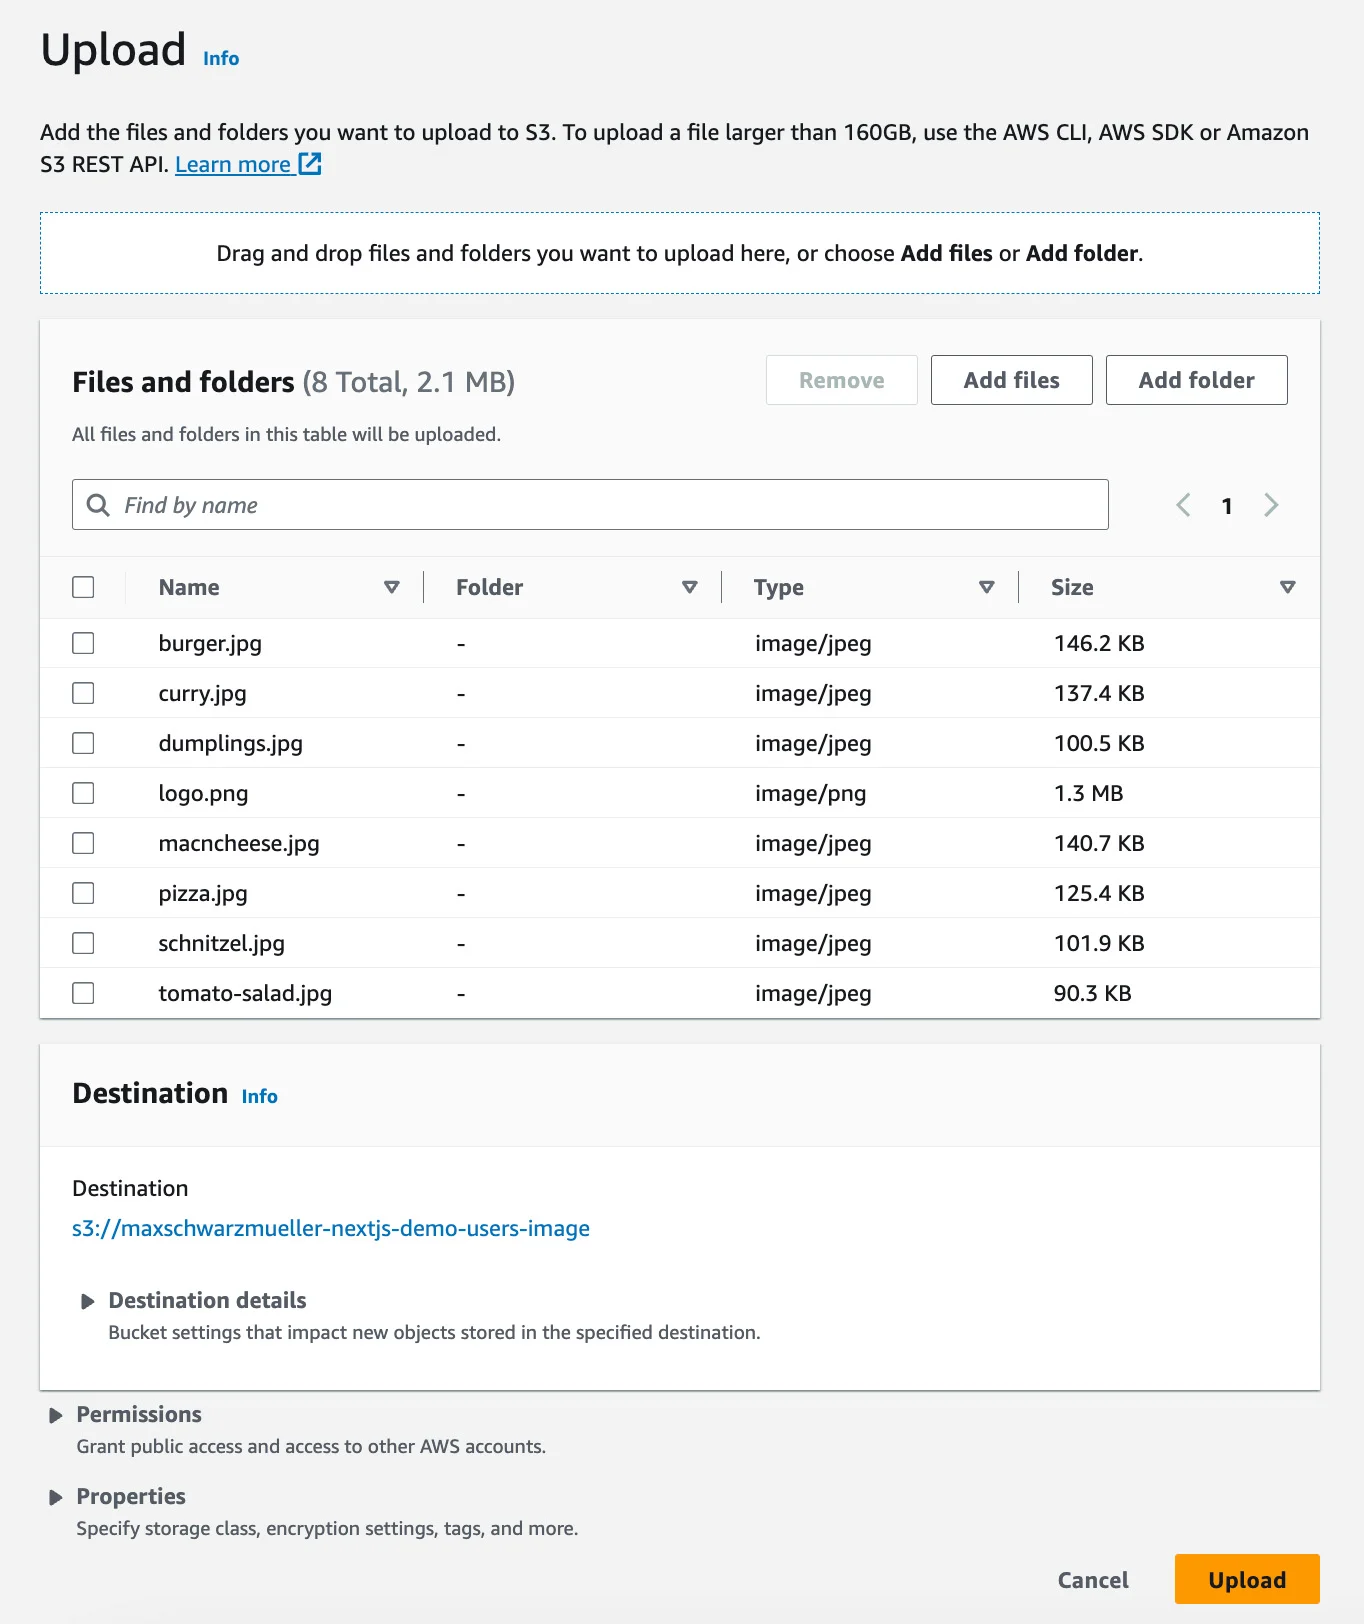 Upload Info
Add the files and folders you want to upload to S3. To upload a file larger than 160GB, use the AWS CLI, AWS SDK or Amazon
S3 REST API. Learn more
Drag and drop files and folders you want to upload here, or choose Add files or Add folder.
Files and folders (8 Total, 2.1 MB)
Remove Add files Add folder
All files and folders in this table will be uploaded.
Find by name 1
Name Folder Type Size
burger.jpg - image/jpeg 146.2 KB
curry.jpg - image/jpeg 137.4 KB
dumplings.jpg - image/jpeg 100.5 KB
logo.png - image/png 1.3 MB
macncheese.jpg - image/jpeg 140.7 KB
pizza.jpg - image/jpeg 125.4 KB
schnitzel.jpg - image/jpeg 101.9 KB
tomato-salad.jpg - image/jpeg 90.3 KB
Destination Info
Destination
s3://maxschwarzmueller-nextjs-demo-users-image
Destination details
Bucket settings that impact new objects stored in the specified destination.
Permissions
Grant public access and access to other AWS accounts.
Properties
Specify storage class, encryption settings, tags, and more.
Cancel Upload